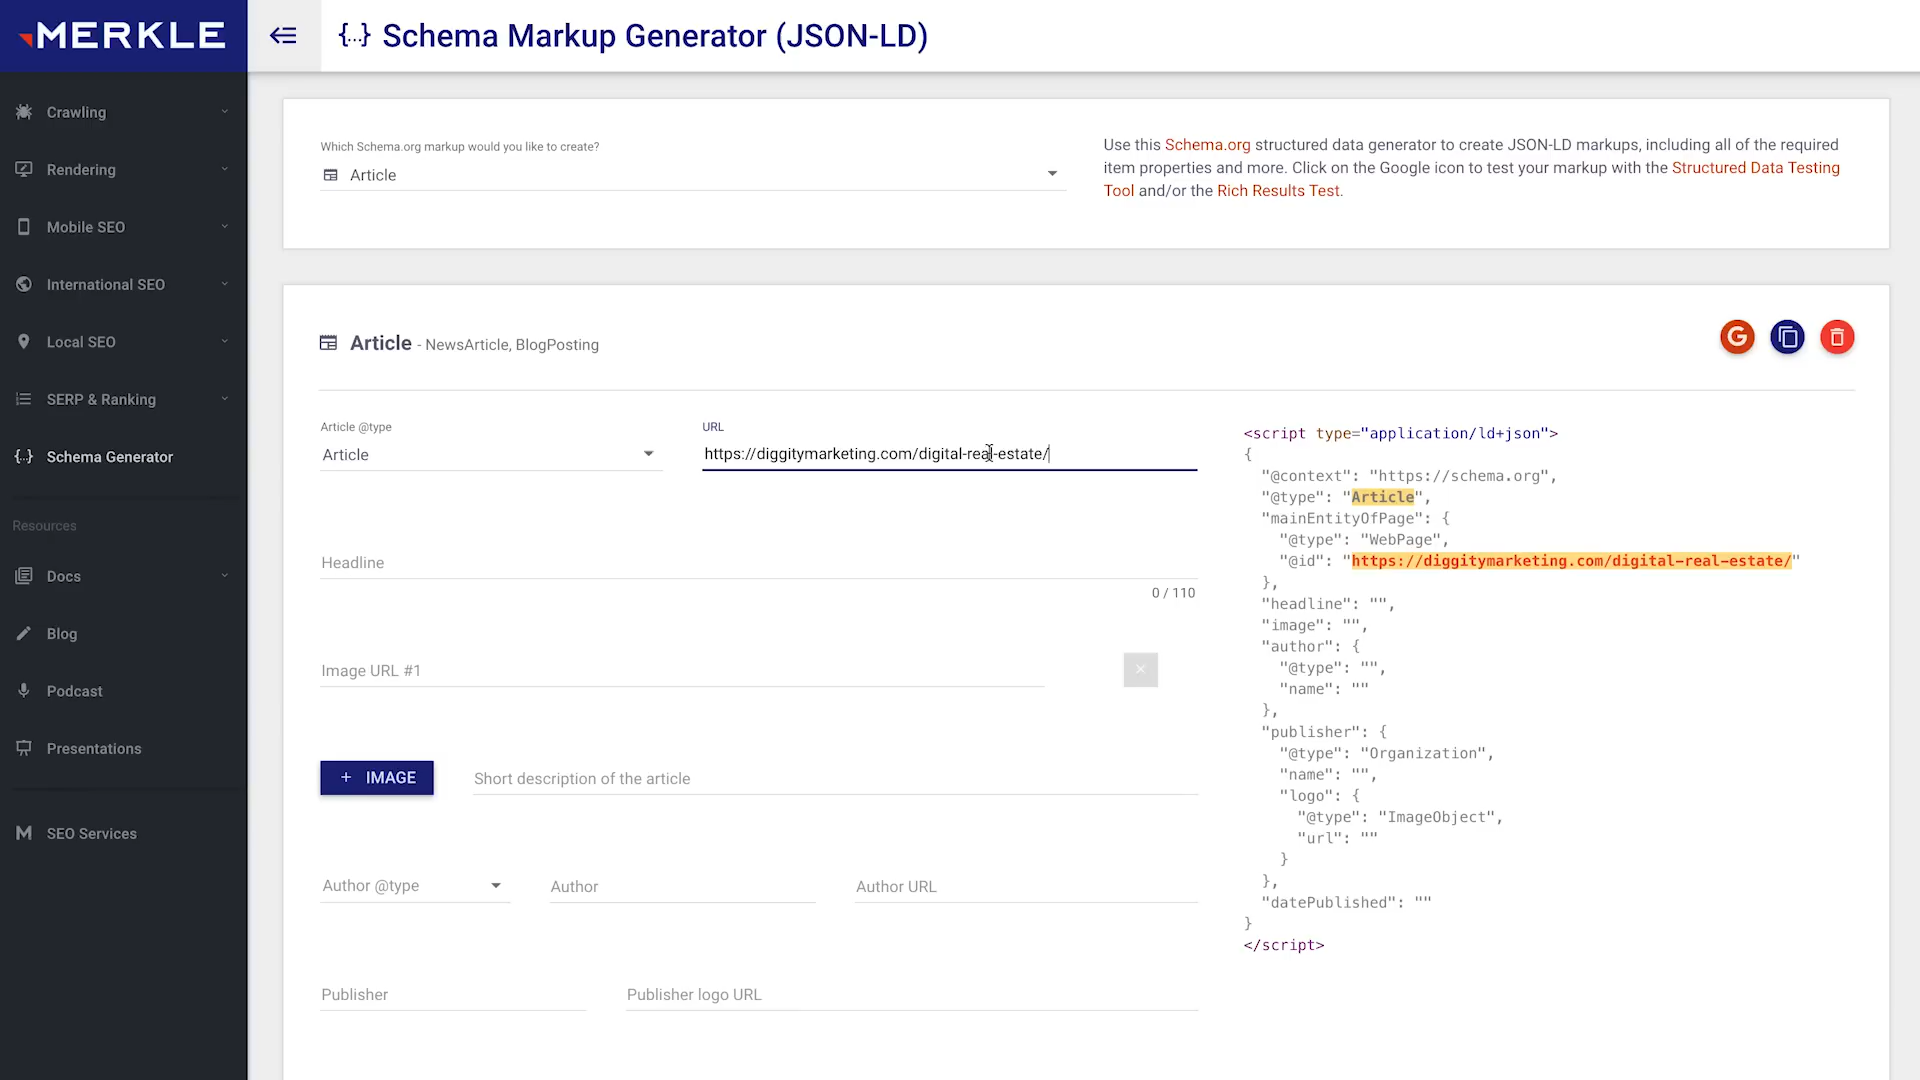 MERKLE
{...} Schema Markup Generator (JSON-LD)
Crawling
Rendering
Mobile SEO
International SEO
Local SEO
SERP & Ranking
{...} Schema Generator
Resources
Docs
Blog
Podcast
Presentations
M SEO Services
Which Schema.org markup would you like to create?
Article
Use this Schema.org structured data generator to create JSON-LD markups, including all of the required
item properties and more. Click on the Google icon to test your markup with the Structured Data Testing
Tool and/or the Rich Results Test.
Article - NewsArticle, BlogPosting
G
Article @type
Article
URL
https://diggitymarketing.com/digital-real-estate/
Headline
0 / 110
Image URL #1
+ IMAGE
Short description of the article
Author @type
Author
Author URL
Publisher
Publisher logo URL
<script type="application/ld+json">
{
"@context": "https://schema.org",
"@type": "Article",
"mainEntityOfPage": {
"@type": "WebPage",
"@id": "https://diggitymarketing.com/digital-real-estate/"
},
"headline": "",
"image": "",
"author": {
"@type": "",
"name": ""
},
"publisher": {
"@type": "Organization",
"name": "",
"logo": {
"@type": "ImageObject",
"url": ""
}
},
"datePublished": ""
}
</script>